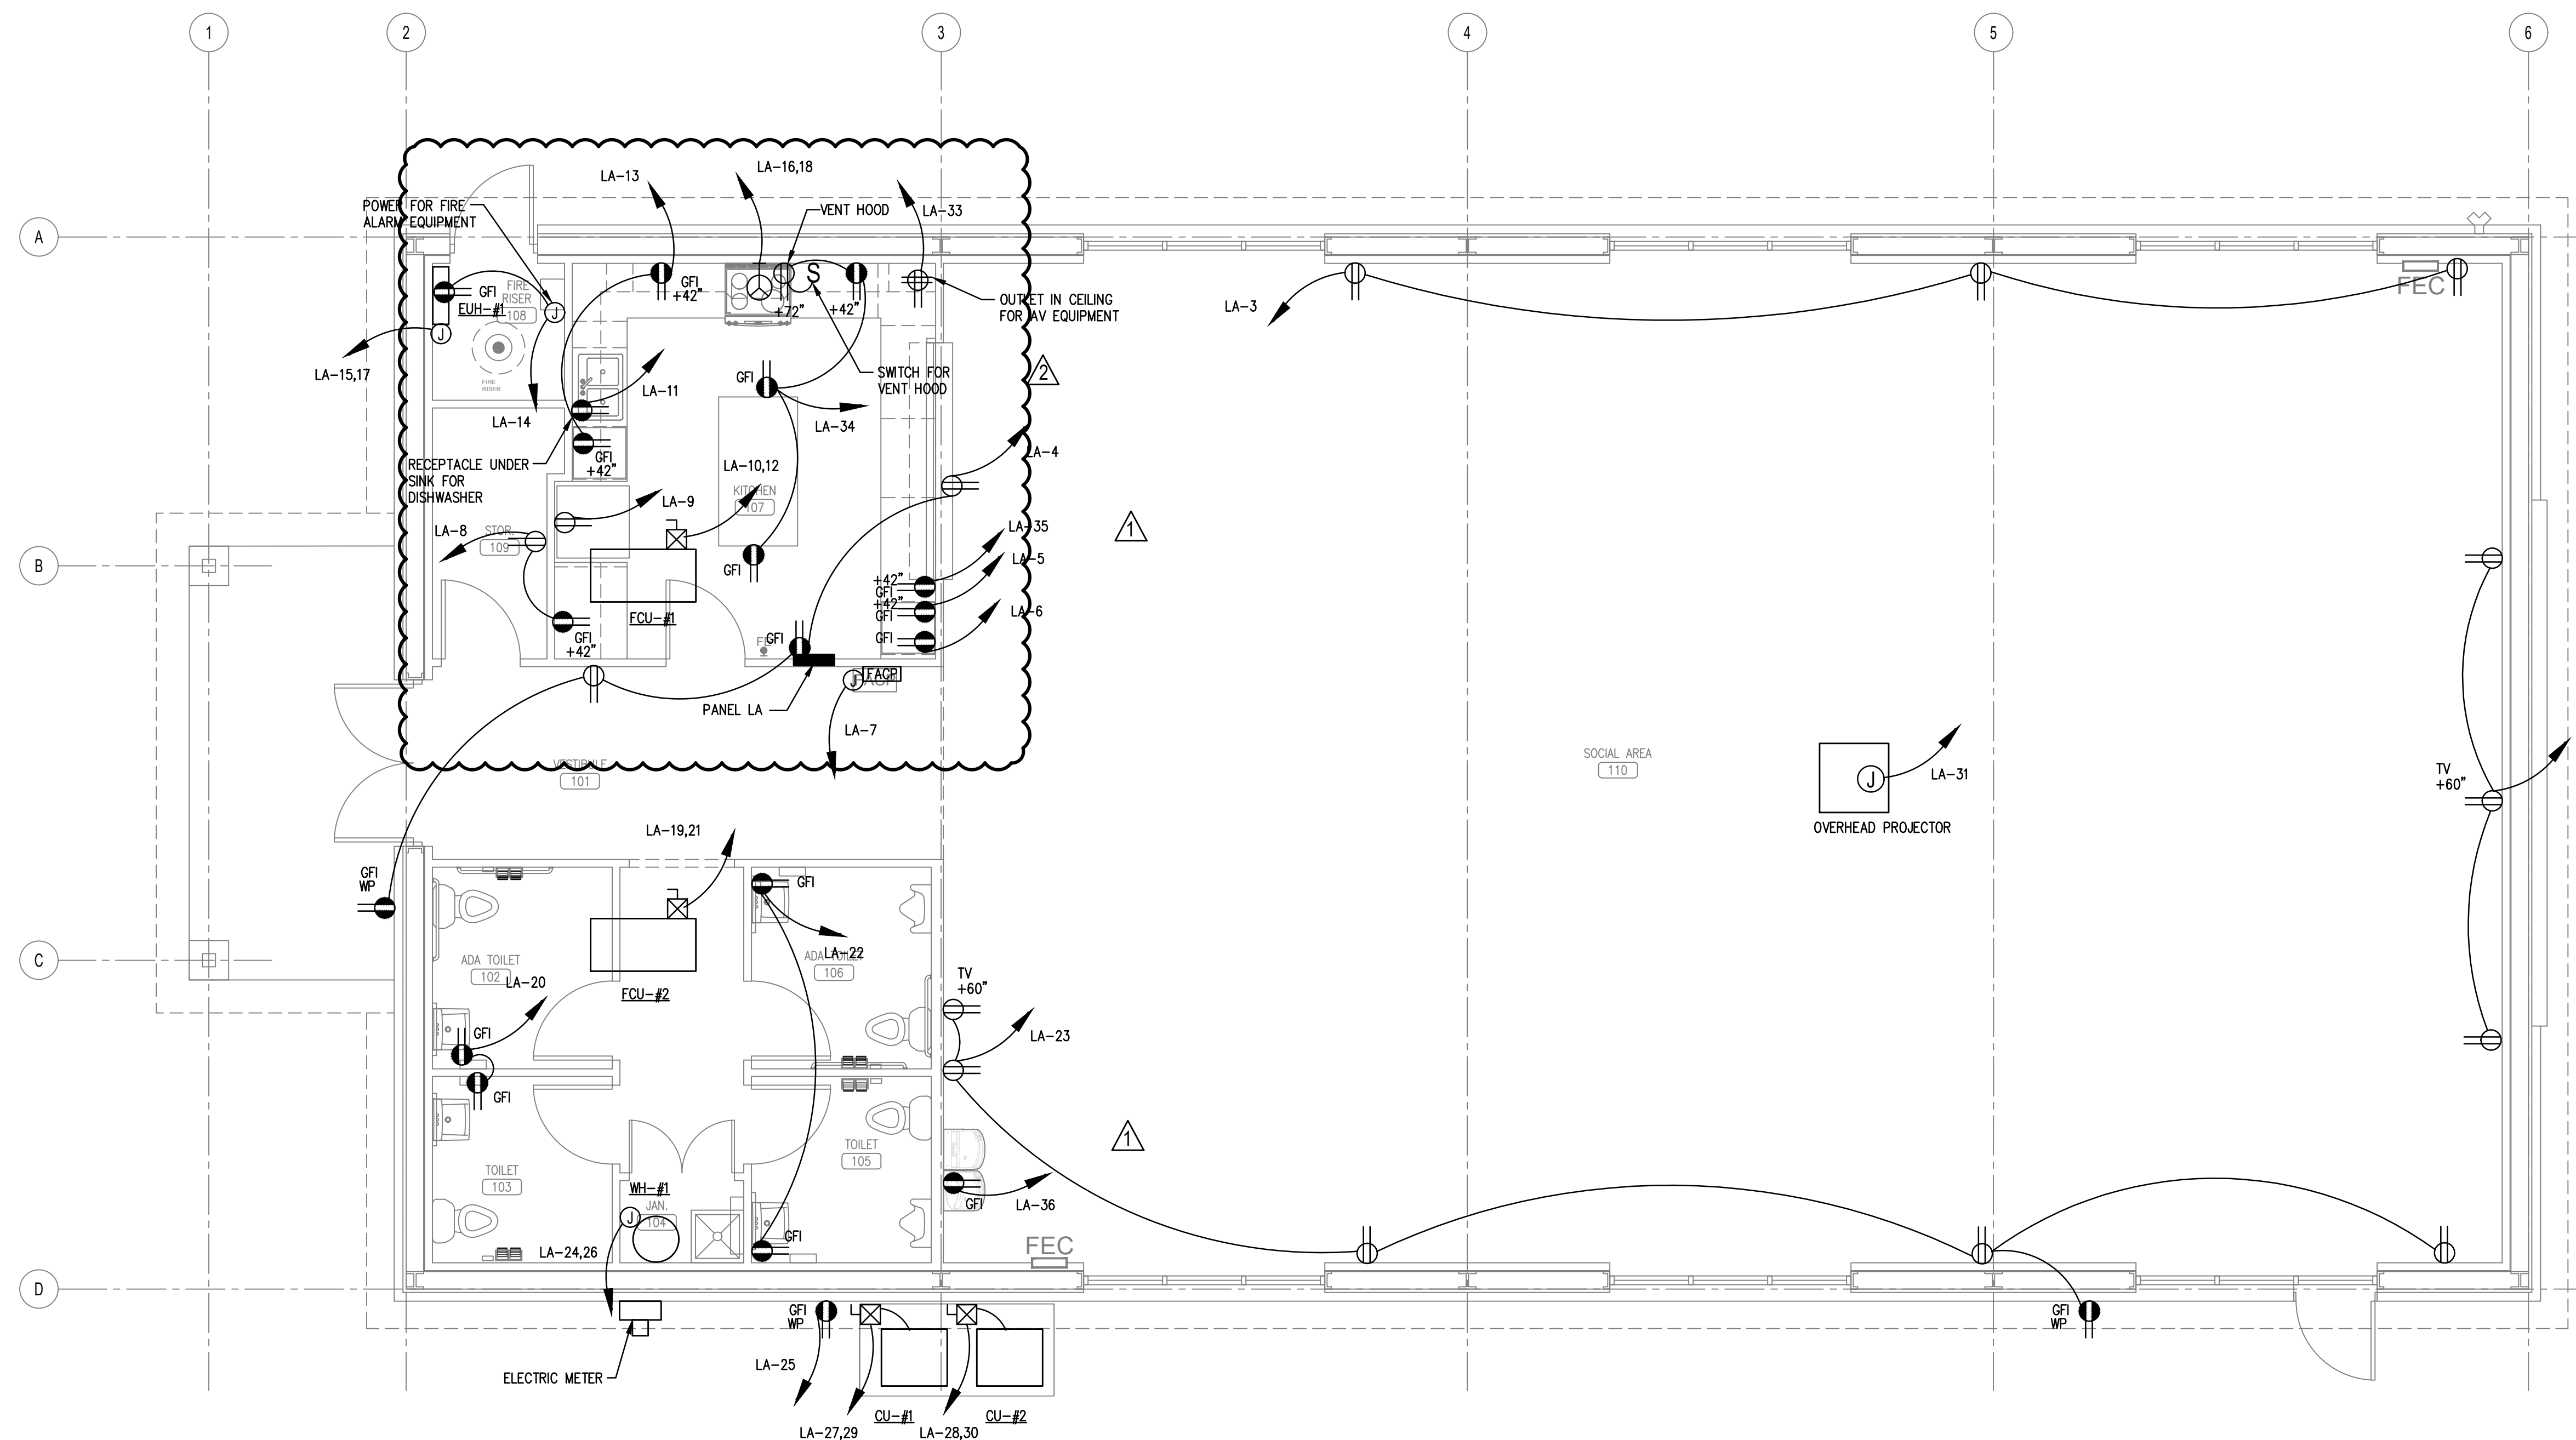 1
2
3
4
5
6
A
B
C
D
LA-13
LA-16,18
POWER FOR FIRE
ALARM EQUIPMENT
VENT HOOD
LA-33
S
GFI
+42"
+72"
+42"
GFI
EUH-#1
FIRE
RISER
108
J
J
OUTLET IN CEILING
FOR AV EQUIPMENT
LA-3
FEC
LA-15,17
FIRE
RISER
LA-11
GFI
SWITCH FOR
VENT HOOD
2
LA-14
LA-34
RECEPTACLE UNDER
SINK FOR
DISHWASHER
GFI
+42"
LA-10,12
LA-4
KITCHEN
107
LA-9
LA-8
STOR.
109
LA-35
1
LA-5
GFI
+42"
GFI
+42"
GFI
LA-6
GFI
FCU-#1
GFI
+42"
GFI
FE
J
FACP
FACP
PANEL LA
LA-7
VESTIBULE
101
SOCIAL AREA
110
J
LA-31
OVERHEAD PROJECTOR
TV
+60"
LA-19,21
GFI
WP
GFI
LA-22
ADA TOILET
102
ADA TOILET
106
LA-20
FCU-#2
TV
+60"
GFI
LA-23
GFI
1
TOILET
105
TOILET
103
WH-#1
JAN.
104
J
GFI
LA-36
GFI
FEC
LA-24,26
GFI
WP
GFI
WP
LA-25
ELECTRIC METER
CU-#1
CU-#2
LA-27,29
LA-28,30